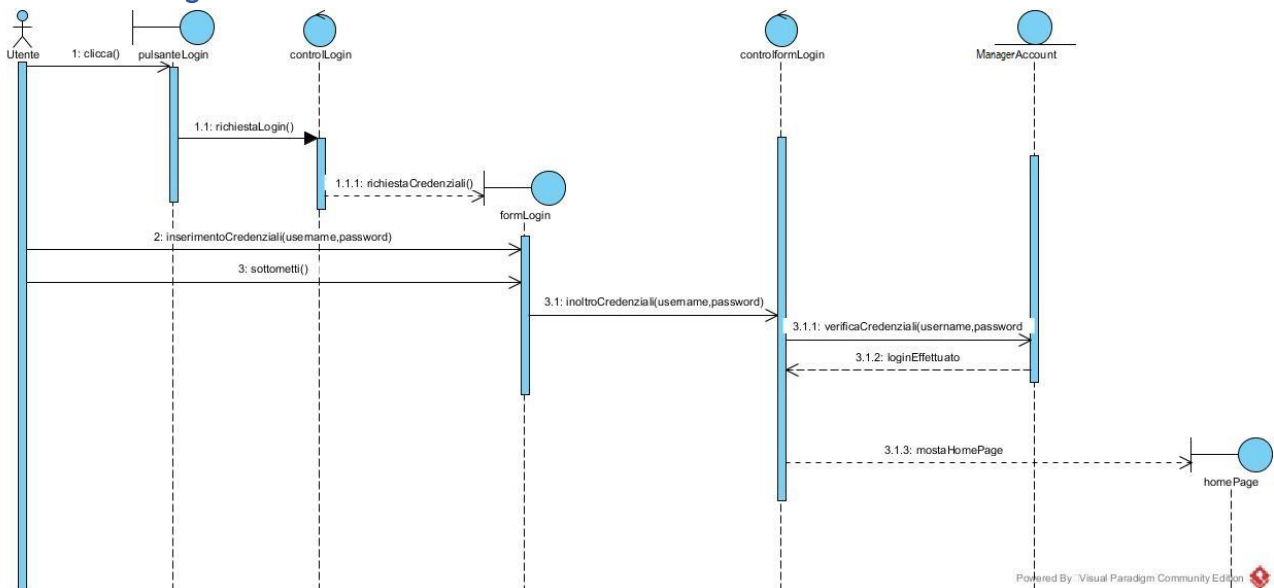 Utente
pulsanteLogin
controlLogin
controlformLogin
ManagerAccount
1: clicca()
1.1: richiestaLogin()
1.1.1: richiestaCredenziali()
formLogin
2: inserimentoCredenziali(username,password)
3: sottometti()
3.1: inoltroCredenziali(username,password)
3.1.1: verificaCredenziali(username,password
3.1.2: loginEffettuato
3.1.3: mostaHomePage
homePage
Powered By Visual Paradigm Community Edition